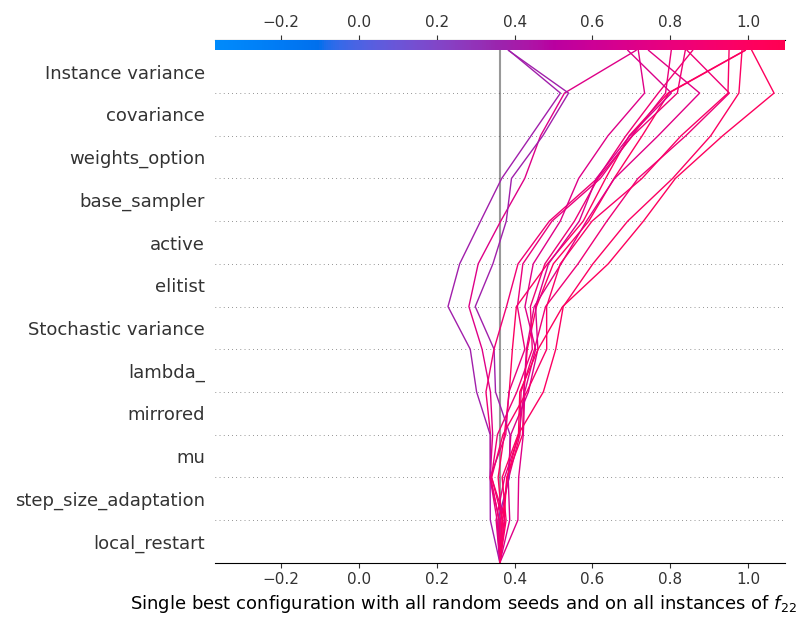 −0.2 0.0 0.2 0.4 0.6 0.8 1.0
Instance variance
covariance
weights_option
base_sampler
active
elitist
Stochastic variance
lambda_
mirrored
mu
step_size_adaptation
local_restart
−0.2 0.0 0.2 0.4 0.6 0.8 1.0
Single best configuration with all random seeds and on all instances of f22